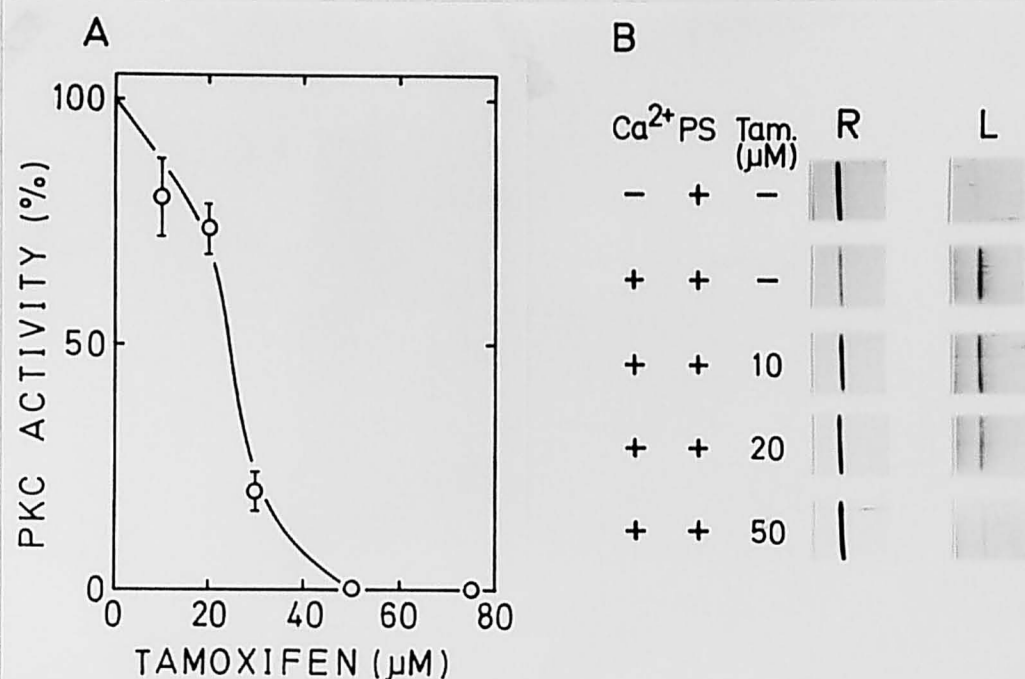 A
100
50
0
0 20 40 60 80
PKC ACTIVITY (%)
TAMOXIFEN (µM)
B
Ca²⁺ PS Tam. R L
(µM)
− + −
+ + −
+ + 10
+ + 20
+ + 50